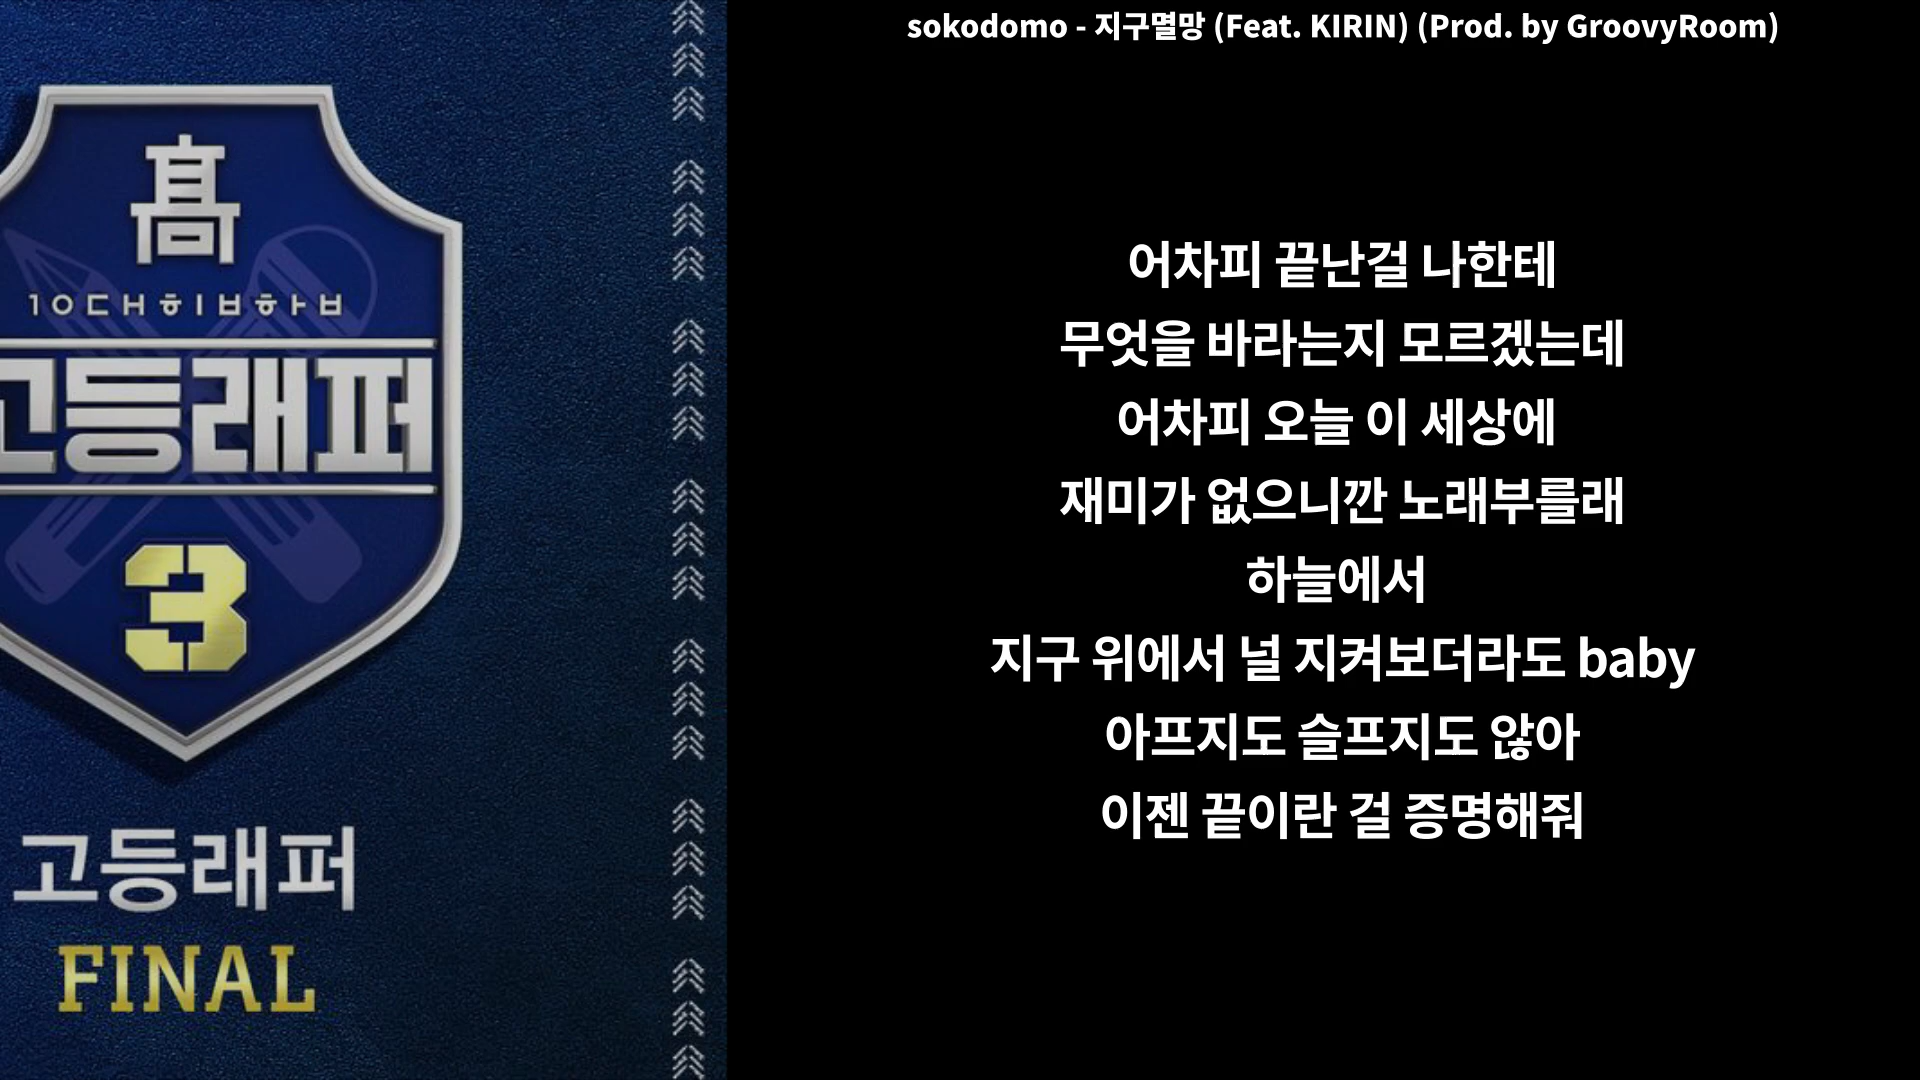 sokodomo - 지구멸망 (Feat. KIRIN) (Prod. by GroovyRoom)
高
10대힙합
고등래퍼
3
고등래퍼
FINAL
어차피 끝난걸 나한테
무엇을 바라는지 모르겠는데
어차피 오늘 이 세상에
재미가 없으니깐 노래부를래
하늘에서
지구 위에서 널 지켜보더라도 baby
아프지도 슬프지도 않아
이젠 끝이란 걸 증명해줘